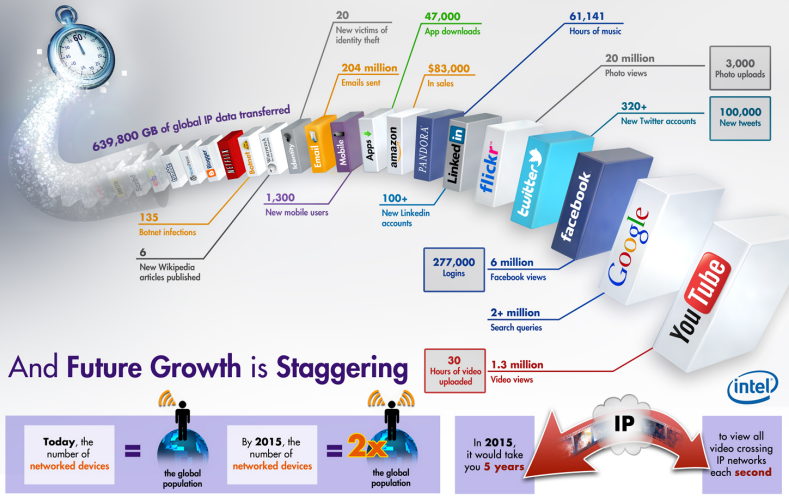 60
20
New victims of
identity theft
47,000
App downloads
61,141
Hours of music
204 million
Emails sent
$83,000
In sales
20 million
Photo views
3,000
Photo uploads
320+
New Twitter accounts
100,000
New tweets
639,800 GB of global IP data transferred
NETFLIX
Botnet
Identity
Email
Mobile
Apps
amazon
PANDORA
Linked in
flickr
twitter
facebook
Google
YouTube
135
Botnet infections
6
New Wikipedia
articles published
1,300
New mobile users
100+
New Linkedin
accounts
277,000
Logins
6 million
Facebook views
2+ million
Search queries
30
Hours of video
uploaded
1.3 million
Video views
And Future Growth is Staggering
intel
Today, the
number of
networked devices
=
the global
population
By 2015, the
number of
networked devices
=
2x
the global
population
In 2015,
it would take
you 5 years
IP
to view all
video crossing
IP networks
each second